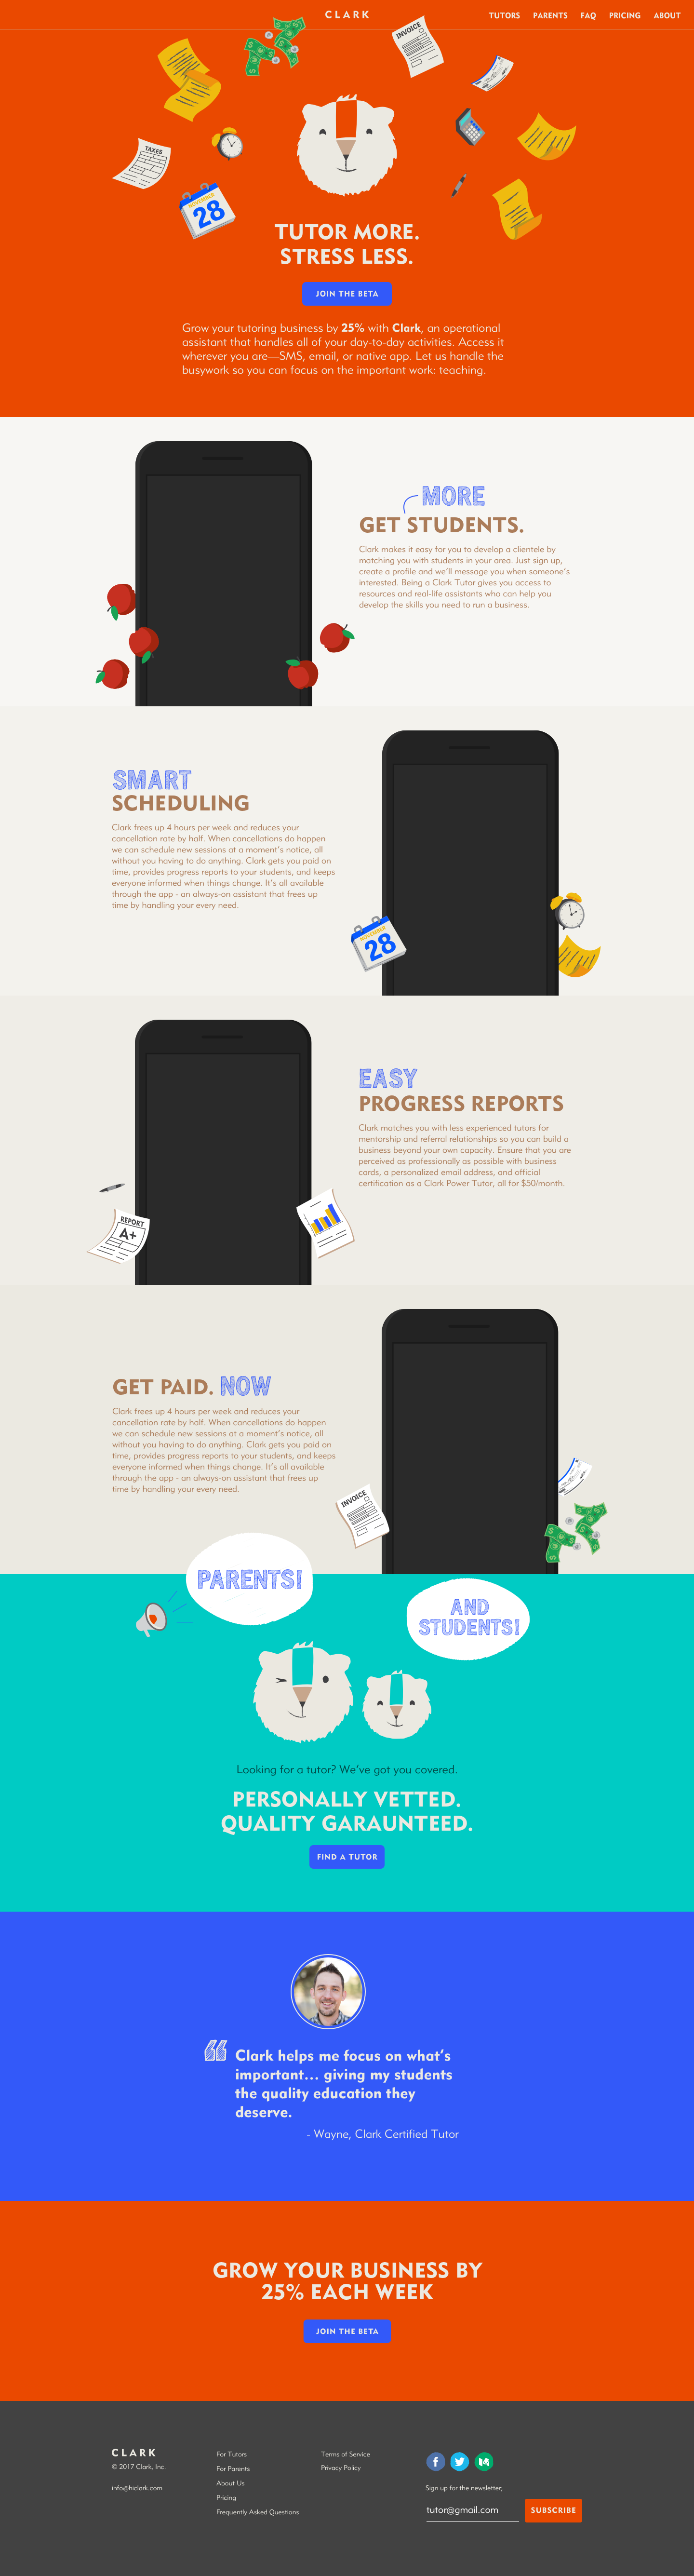 CLARK
TUTORS PARENTS FAQ PRICING ABOUT
INVOICE
TAXES
NOVEMBER
28
TUTOR MORE.
STRESS LESS.
JOIN THE BETA
Grow your tutoring business by 25% with Clark, an operational
assistant that handles all of your day-to-day activities. Access it
wherever you are—SMS, email, or native app. Let us handle the
busywork so you can focus on the important work: teaching.
MORE
GET STUDENTS.
Clark makes it easy for you to develop a clientele by
matching you with students in your area. Just sign up,
create a profile and we'll message you when someone's
interested. Being a Clark Tutor gives you access to
resources and real-life assistants who can help you
develop the skills you need to run a business.
SMART
SCHEDULING
Clark frees up 4 hours per week and reduces your
cancellation rate by half. When cancellations do happen
we can schedule new sessions at a moment's notice, all
without you having to do anything. Clark gets you paid on
time, provides progress reports to your students, and keeps
everyone informed when things change. It's all available
through the app - an always-on assistant that frees up
time by handling your every need.
NOVEMBER
28
EASY
PROGRESS REPORTS
Clark matches you with less experienced tutors for
mentorship and referral relationships so you can build a
business beyond your own capacity. Ensure that you are
perceived as professionally as possible with business
cards, a personalized email address, and official
certification as a Clark Power Tutor, all for $50/month.
REPORT
A+
GET PAID. NOW
Clark frees up 4 hours per week and reduces your
cancellation rate by half. When cancellations do happen
we can schedule new sessions at a moment's notice, all
without you having to do anything. Clark gets you paid on
time, provides progress reports to your students, and keeps
everyone informed when things change. It's all available
through the app - an always-on assistant that frees up
time by handling your every need.
INVOICE
PARENTS!
AND
STUDENTS!
Looking for a tutor? We've got you covered.
PERSONALLY VETTED.
QUALITY GARAUNTEED.
FIND A TUTOR
Clark helps me focus on what's
important... giving my students
the quality education they
deserve.
- Wayne, Clark Certified Tutor
GROW YOUR BUSINESS BY
25% EACH WEEK
JOIN THE BETA
CLARK
© 2017 Clark, Inc.
info@hiclark.com
For Tutors
For Parents
About Us
Pricing
Frequently Asked Questions
Terms of Service
Privacy Policy
Sign up for the newsletter;
tutor@gmail.com
SUBSCRIBE